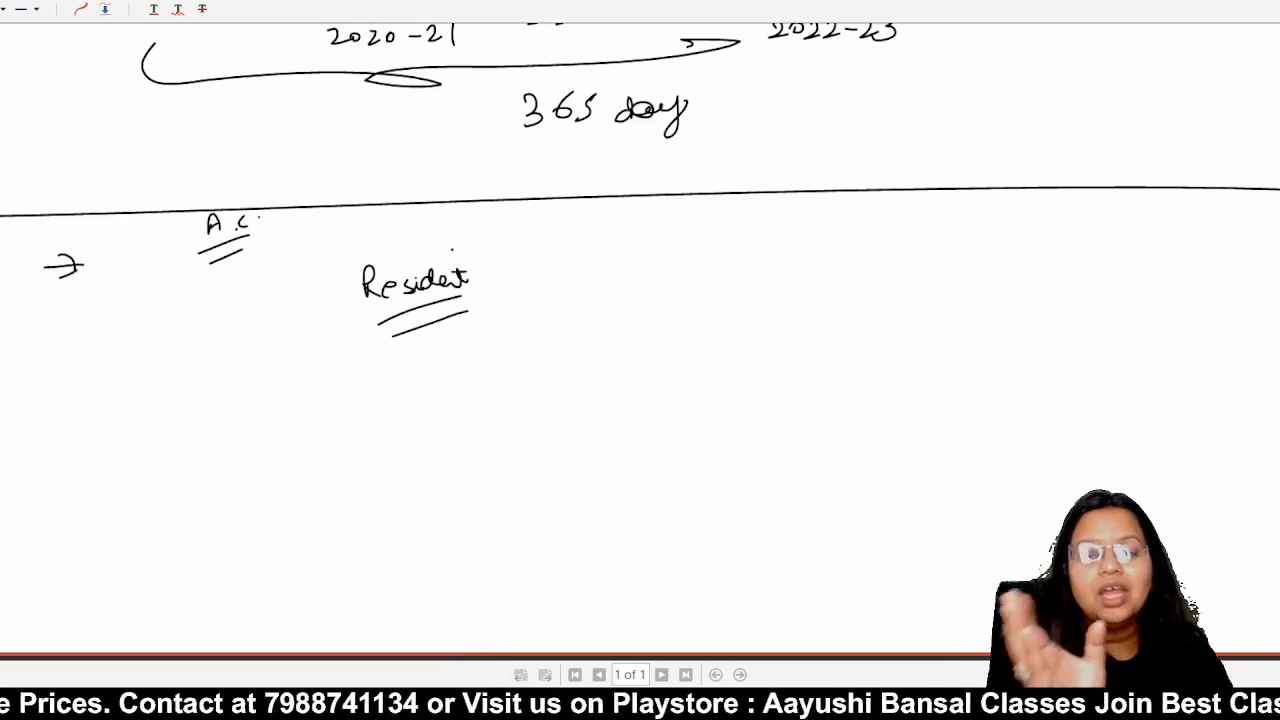 2020-21 2022-23
365 day
A.C.
Resident
1 of 1
e Prices. Contact at 7988741134 or Visit us on Playstore : Aayushi Bansal Classes Join Best Clas